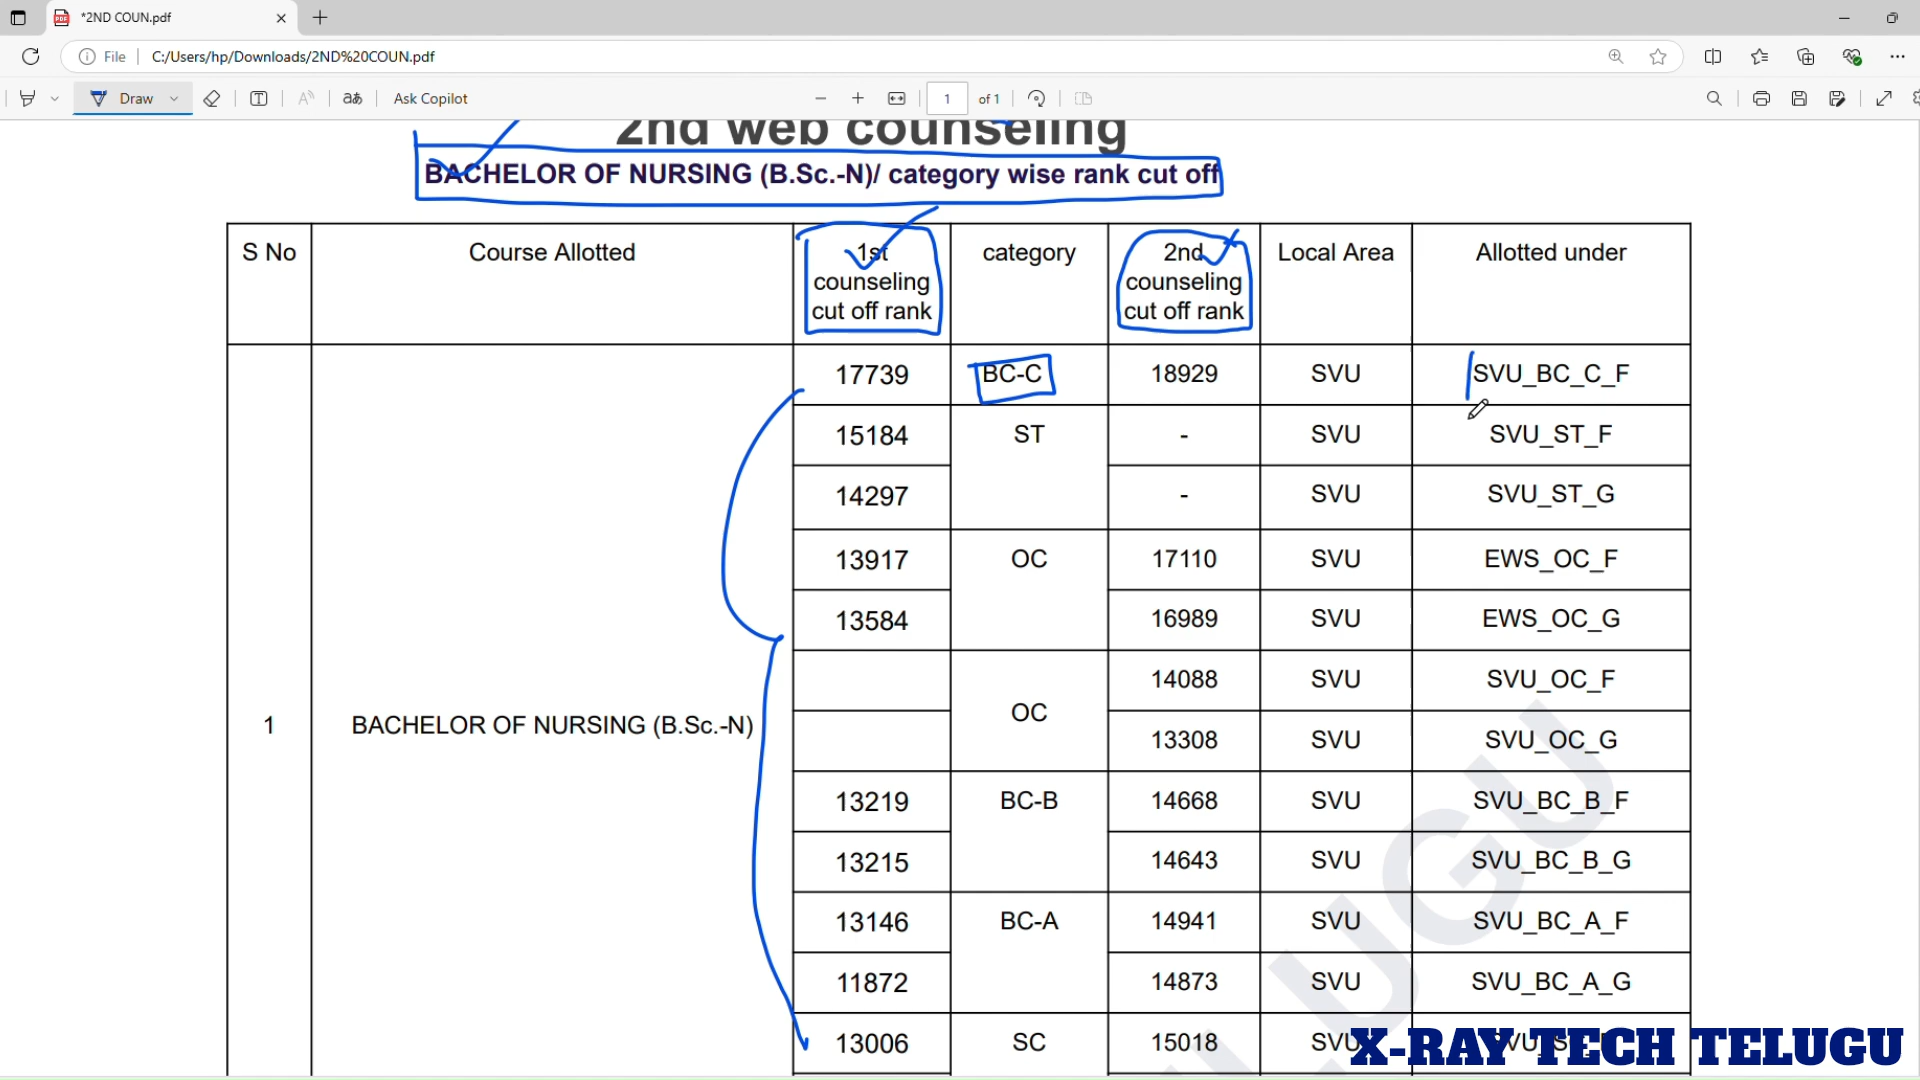 *2ND COUN.pdf
File C:/Users/hp/Downloads/2ND%20COUN.pdf
Draw aあ Ask Copilot 1 of 1
2nd web counseling
BACHELOR OF NURSING (B.Sc.-N)/ category wise rank cut off
S No Course Allotted 1st counseling cut off rank category 2nd counseling cut off rank Local Area Allotted under
17739 BC-C 18929 SVU SVU_BC_C_F
15184 ST - SVU SVU_ST_F
14297 - SVU SVU_ST_G
13917 OC 17110 SVU EWS_OC_F
13584 16989 SVU EWS_OC_G
14088 SVU SVU_OC_F
OC
1 BACHELOR OF NURSING (B.Sc.-N) 13308 SVU SVU_OC_G
13219 BC-B 14668 SVU SVU_BC_B_F
13215 14643 SVU SVU_BC_B_G
13146 BC-A 14941 SVU SVU_BC_A_F
11872 14873 SVU SVU_BC_A_G
13006 SC 15018 SVU
X-RAY TECH TELUGU